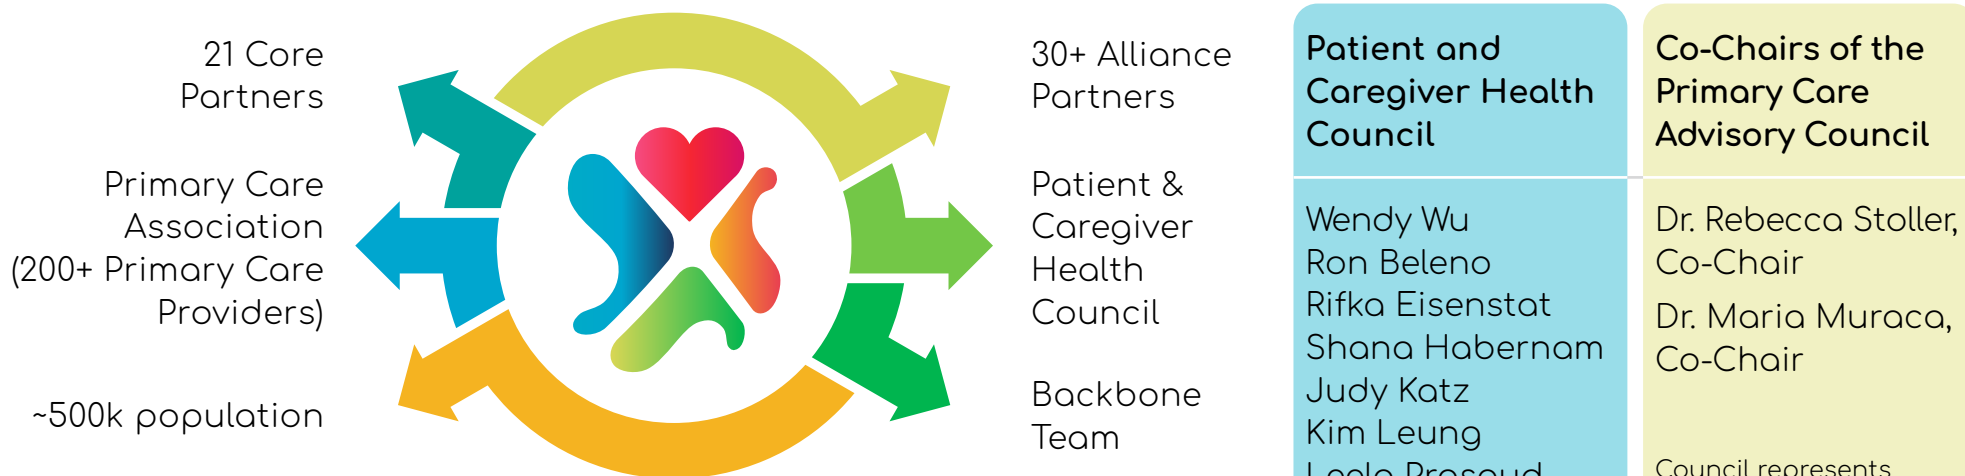 21 Core
Partners
Primary Care
Association
(200+ Primary Care
Providers)
~500k population
30+ Alliance
Partners
Patient &
Caregiver
Health
Council
Backbone
Team
Patient and
Caregiver Health
Council
Wendy Wu
Ron Beleno
Rifka Eisenstat
Shana Habernam
Judy Katz
Kim Leung
Co-Chairs of the
Primary Care
Advisory Council
Dr. Rebecca Stoller,
Co-Chair
Dr. Maria Muraca,
Co-Chair
Council represents